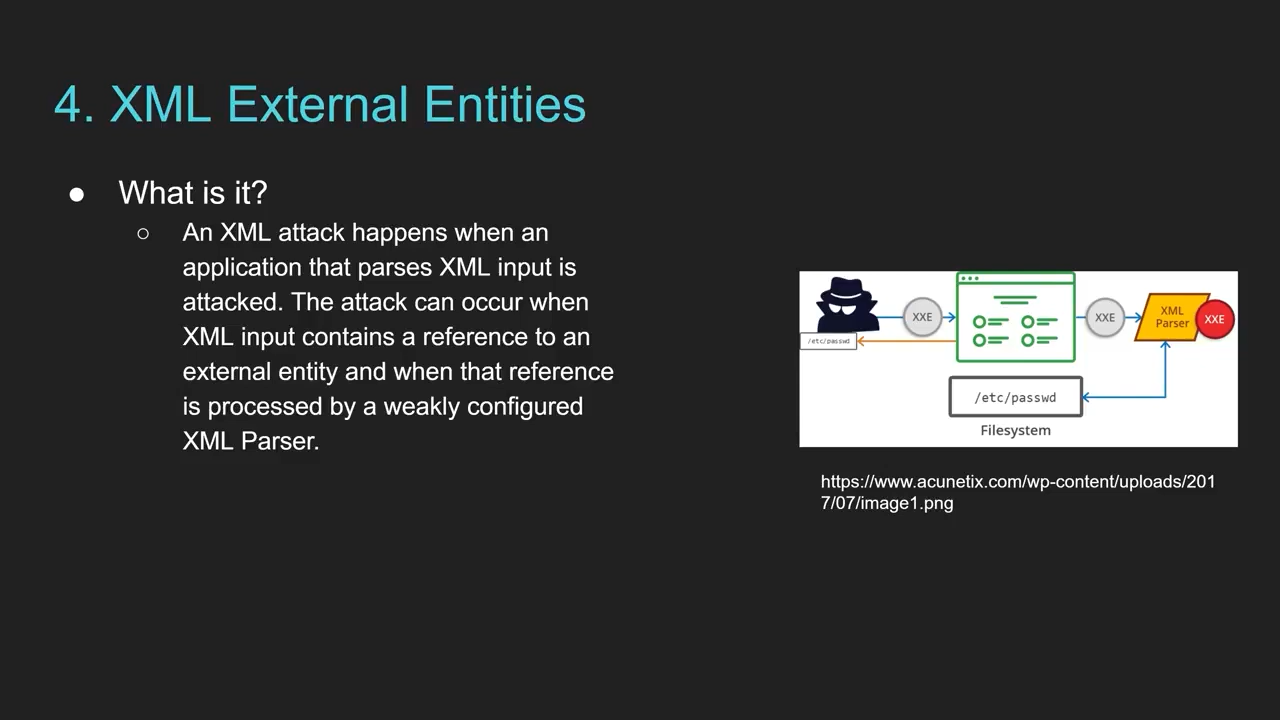 4. XML External Entities
● What is it?
○ An XML attack happens when an
application that parses XML input is
attacked. The attack can occur when
XML input contains a reference to an
external entity and when that reference
is processed by a weakly configured
XML Parser.
XXE
XXE
XML
Parser
XXE
/etc/passwd
/etc/passwd
Filesystem
https://www.acunetix.com/wp-content/uploads/201
7/07/image1.png